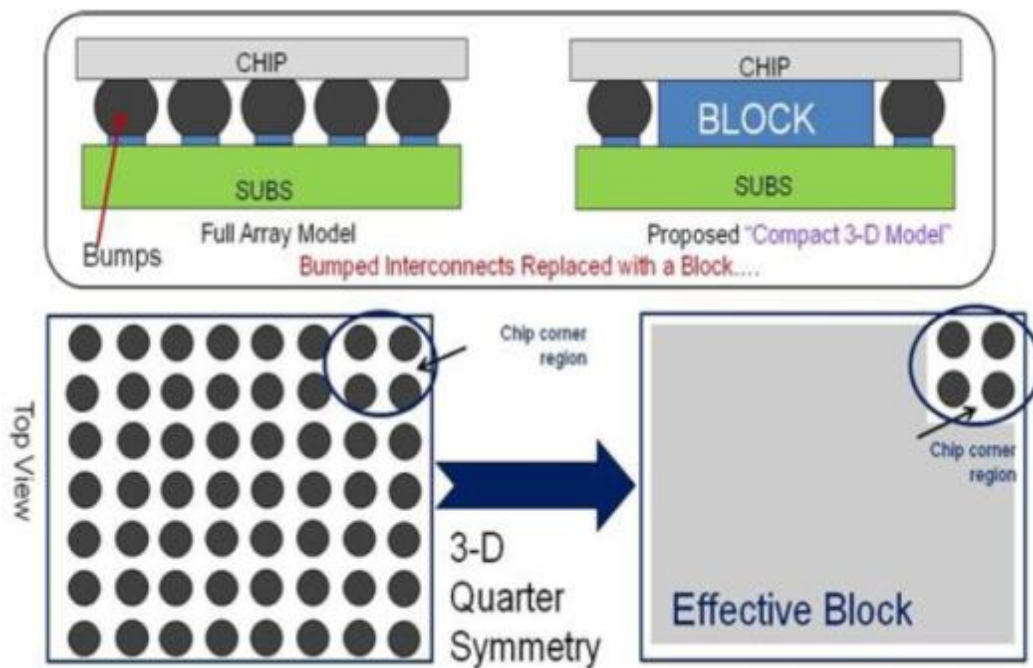 CHIP
SUBS
Bumps
Full Array Model
CHIP
BLOCK
SUBS
Proposed “Compact 3-D Model”
Bumped Interconnects Replaced with a Block....
Top View
Chip corner
region
3-D
Quarter
Symmetry
Chip corner
region
Effective Block